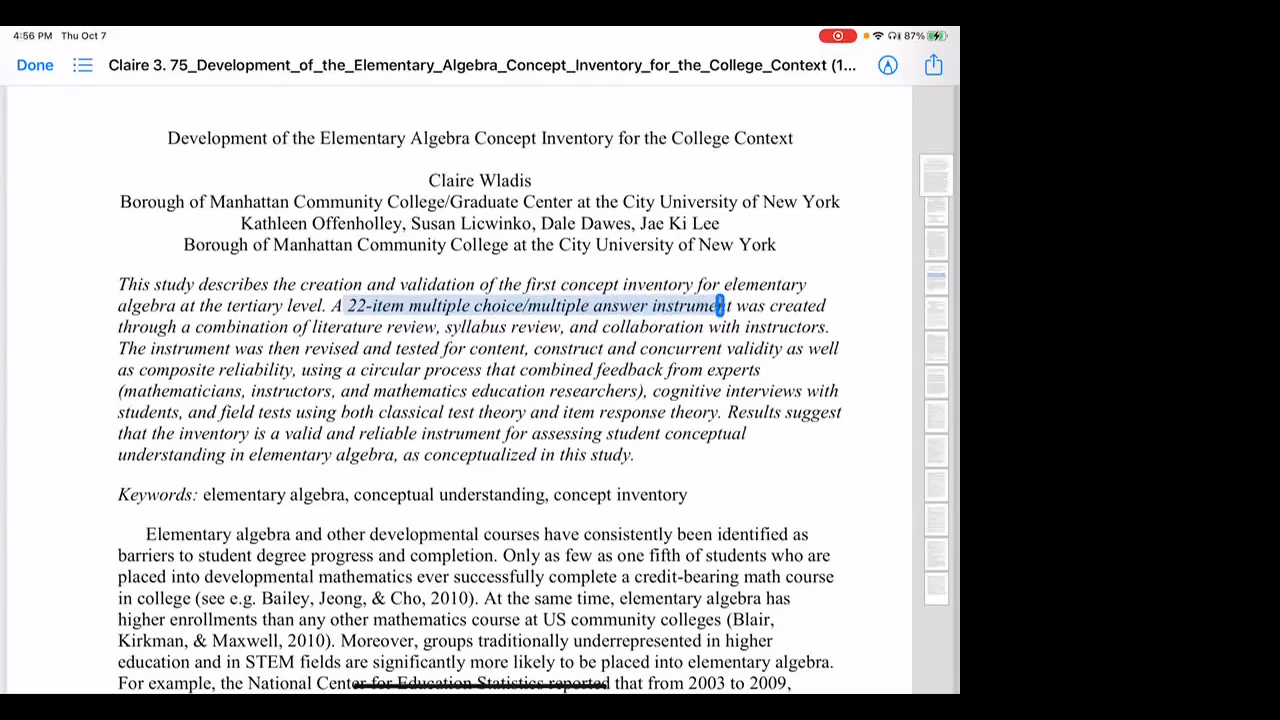 4:56 PM Thu Oct 7
87%
Done
Claire 3. 75_Development_of_the_Elementary_Algebra_Concept_Inventory_for_the_College_Context (1...
Development of the Elementary Algebra Concept Inventory for the College Context
Claire Wladis
Borough of Manhattan Community College/Graduate Center at the City University of New York
Kathleen Offenholley, Susan Licwinko, Dale Dawes, Jae Ki Lee
Borough of Manhattan Community College at the City University of New York
This study describes the creation and validation of the first concept inventory for elementary
algebra at the tertiary level. A 22-item multiple choice/multiple answer instrument was created
through a combination of literature review, syllabus review, and collaboration with instructors.
The instrument was then revised and tested for content, construct and concurrent validity as well
as composite reliability, using a circular process that combined feedback from experts
(mathematicians, instructors, and mathematics education researchers), cognitive interviews with
students, and field tests using both classical test theory and item response theory. Results suggest
that the inventory is a valid and reliable instrument for assessing student conceptual
understanding in elementary algebra, as conceptualized in this study.
Keywords: elementary algebra, conceptual understanding, concept inventory
Elementary algebra and other developmental courses have consistently been identified as
barriers to student degree progress and completion. Only as few as one fifth of students who are
placed into developmental mathematics ever successfully complete a credit-bearing math course
in college (see e.g. Bailey, Jeong, & Cho, 2010). At the same time, elementary algebra has
higher enrollments than any other mathematics course at US community colleges (Blair,
Kirkman, & Maxwell, 2010). Moreover, groups traditionally underrepresented in higher
education and in STEM fields are significantly more likely to be placed into elementary algebra.
For example, the National Center for Education Statistics reported that from 2003 to 2009,